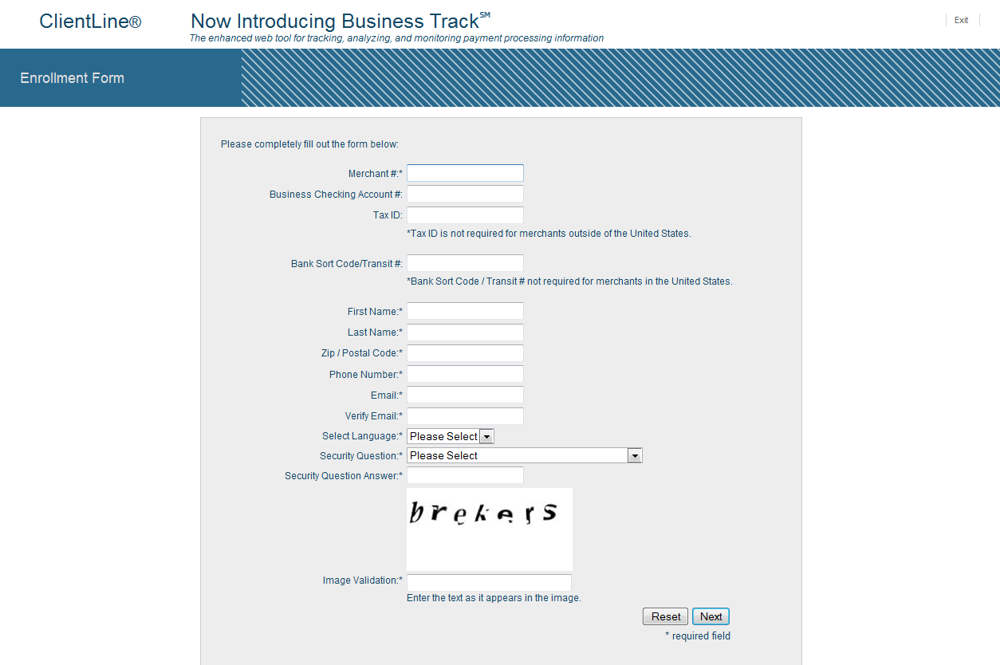 ClientLine®
Now Introducing Business Track℠
Exit
The enhanced web tool for tracking, analyzing, and monitoring payment processing information
Enrollment Form
Please completely fill out the form below:
Merchant #:*
Business Checking Account #:
Tax ID:
*Tax ID is not required for merchants outside of the United States.
Bank Sort Code/Transit #:
*Bank Sort Code / Transit # not required for merchants in the United States.
First Name:*
Last Name:*
Zip / Postal Code:*
Phone Number:*
Email:*
Verify Email:*
Select Language:* Please Select
Security Question:* Please Select
Security Question Answer:*
brekers
Image Validation:*
Enter the text as it appears in the image.
Reset Next
* required field